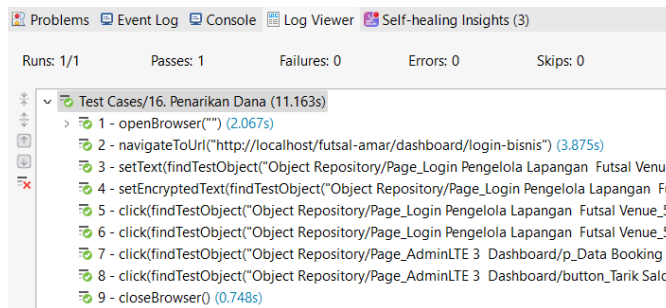 Problems Event Log Console Log Viewer Self-healing Insights (3)
Runs: 1/1 Passes: 1 Failures: 0 Errors: 0 Skips: 0
Test Cases/16. Penarikan Dana (11.163s)
1 - openBrowser("") (2.067s)
2 - navigateToUrl("http://localhost/futsal-amar/dashboard/login-bisnis") (3.875s)
3 - setText(findTestObject("Object Repository/Page_Login Pengelola Lapangan Futsal Venu
4 - setEncryptedText(findTestObject("Object Repository/Page_Login Pengelola Lapangan F
5 - click(findTestObject("Object Repository/Page_Login Pengelola Lapangan Futsal Venue_5
6 - click(findTestObject("Object Repository/Page_Login Pengelola Lapangan Futsal Venue_5
7 - click(findTestObject("Object Repository/Page_AdminLTE 3 Dashboard/p_Data Booking
8 - click(findTestObject("Object Repository/Page_AdminLTE 3 Dashboard/button_Tarik Salo
9 - closeBrowser() (0.748s)